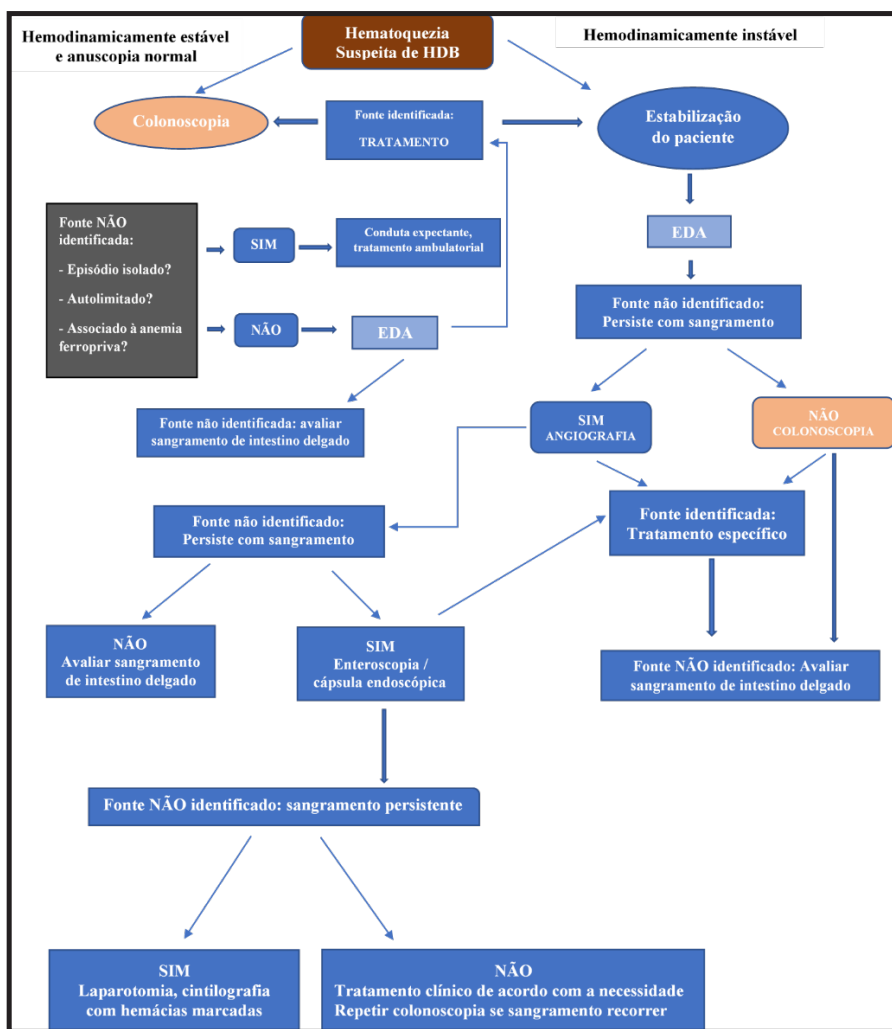 Hemodinamicamente estável
e anuscopia normal
Hematoquezia
Suspeita de HDB
Hemodinamicamente instável
Colonoscopia
Fonte identificada:
TRATAMENTO
Estabilização
do paciente
Fonte NÃO
identificada:
- Episódio isolado?
- Autolimitado?
- Associado à anemia
ferropriva?
SIM
Conduta expectante,
tratamento ambulatorial
NÃO
EDA
EDA
Fonte não identificado:
Persiste com sangramento
Fonte não identificada: avaliar
sangramento de intestino delgado
SIM
ANGIOGRAFIA
NÃO
COLONOSCOPIA
Fonte não identificado:
Persiste com sangramento
Fonte identificada:
Tratamento específico
NÃO
Avaliar sangramento
de intestino delgado
SIM
Enteroscopia /
cápsula endoscópica
Fonte NÃO identificado: Avaliar
sangramento de intestino delgado
Fonte NÃO identificado: sangramento persistente
SIM
Laparotomia, cintilografia
com hemácias marcadas
NÃO
Tratamento clínico de acordo com a necessidade
Repetir colonoscopia se sangramento recorrer